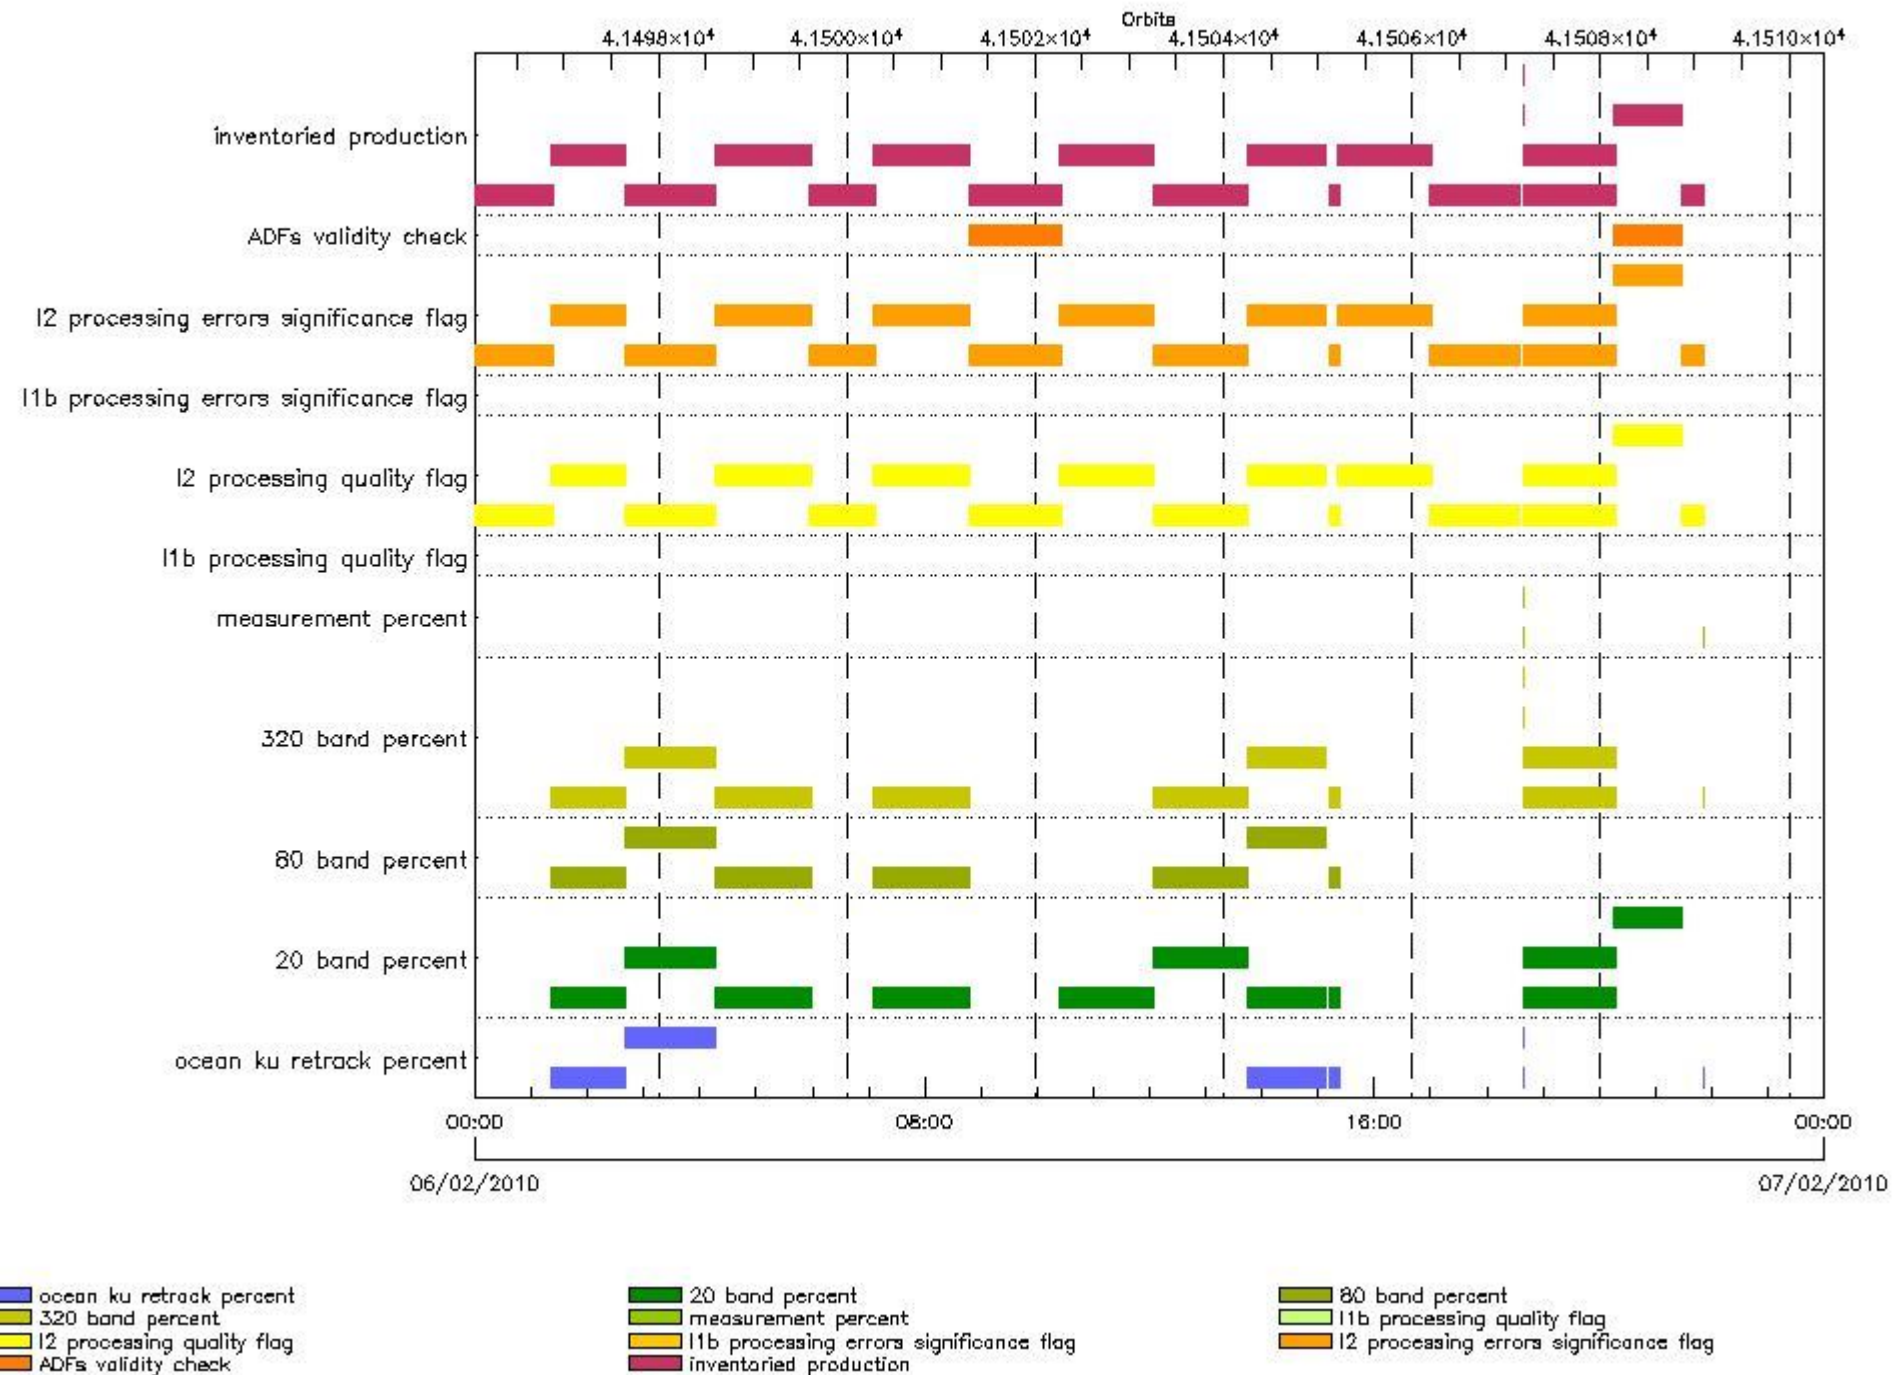 Orbits
4.1498×10⁴ 4.1500×10⁴ 4.1502×10⁴ 4.1504×10⁴ 4.1506×10⁴ 4.1508×10⁴ 4.1510×10⁴
inventoried production
ADFs validity check
l2 processing errors significance flag
l1b processing errors significance flag
l2 processing quality flag
l1b processing quality flag
measurement percent
320 band percent
80 band percent
20 band percent
ocean ku retrack percent
00:00 08:00 16:00 00:00
06/02/2010 07/02/2010
ocean ku retrack percent 20 band percent 80 band percent
320 band percent measurement percent l1b processing quality flag
l2 processing quality flag l1b processing errors significance flag l2 processing errors significance flag
ADFs validity check inventoried production